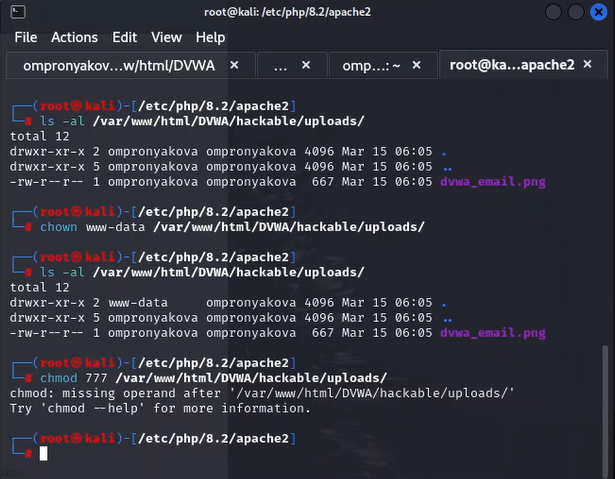 root@kali: /etc/php/8.2/apache2
File Actions Edit View Help
ompronyakov...w/html/DVWA × ... × omp...: ~ × root@ka...apache2 ×
┌──(root㉿kali)-[/etc/php/8.2/apache2]
└─# ls -al /var/www/html/DVWA/hackable/uploads/
total 12
drwxr-xr-x 2 ompronyakova ompronyakova 4096 Mar 15 06:05 .
drwxr-xr-x 5 ompronyakova ompronyakova 4096 Mar 15 06:05 ..
-rw-r--r-- 1 ompronyakova ompronyakova  667 Mar 15 06:05 dvwa_email.png
┌──(root㉿kali)-[/etc/php/8.2/apache2]
└─# chown www-data /var/www/html/DVWA/hackable/uploads/
┌──(root㉿kali)-[/etc/php/8.2/apache2]
└─# ls -al /var/www/html/DVWA/hackable/uploads/
total 12
drwxr-xr-x 2 www-data     ompronyakova 4096 Mar 15 06:05 .
drwxr-xr-x 5 ompronyakova ompronyakova 4096 Mar 15 06:05 ..
-rw-r--r-- 1 ompronyakova ompronyakova  667 Mar 15 06:05 dvwa_email.png
┌──(root㉿kali)-[/etc/php/8.2/apache2]
└─# chmod 777 /var/www/html/DVWA/hackable/uploads/
chmod: missing operand after '/var/www/html/DVWA/hackable/uploads/'
Try 'chmod --help' for more information.
┌──(root㉿kali)-[/etc/php/8.2/apache2]
└─#